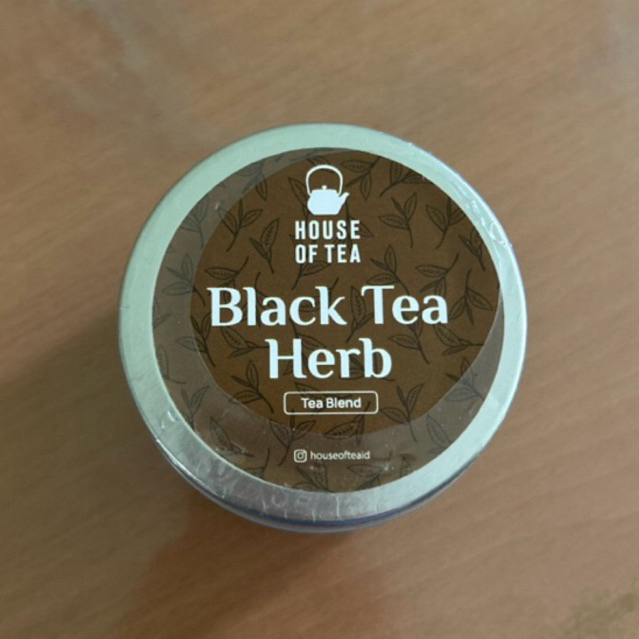 HOUSE
OF TEA
Black Tea
Herb
Tea Blend
houseofteaid